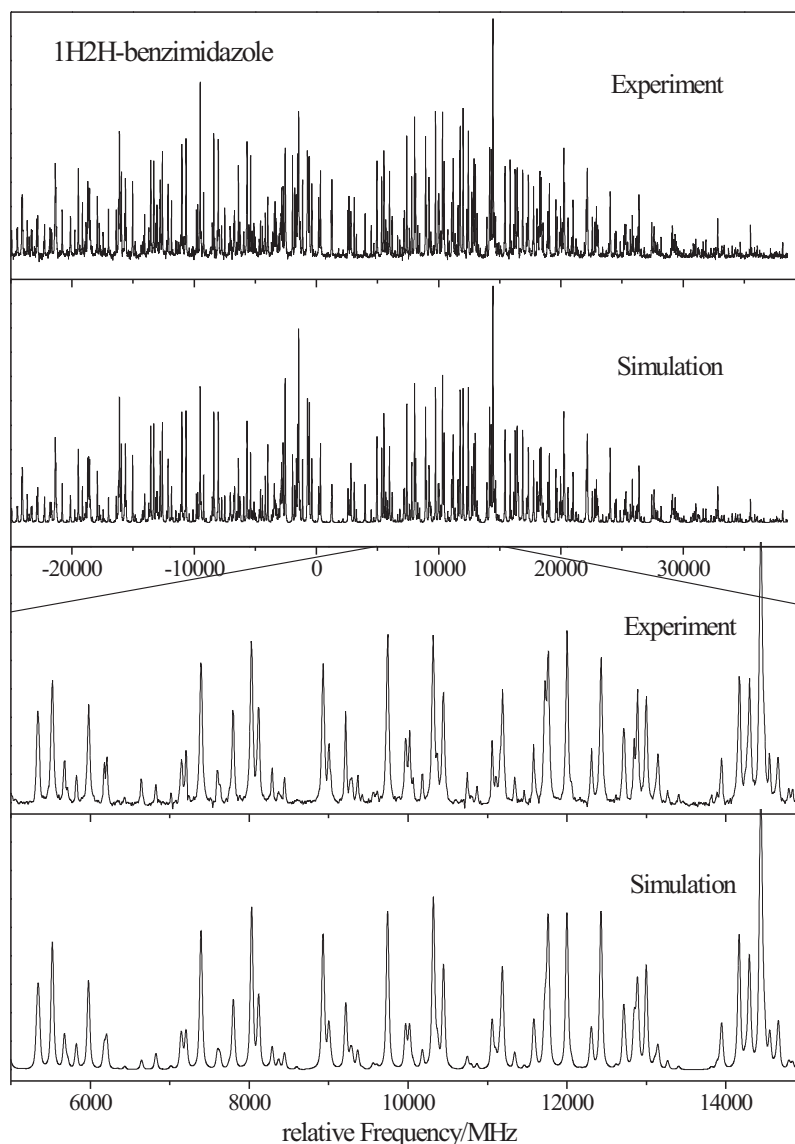 1H2H-benzimidazole
Experiment
Simulation
-20000 -10000 0 10000 20000 30000
Experiment
Simulation
6000 8000 10000 12000 14000
relative Frequency/MHz